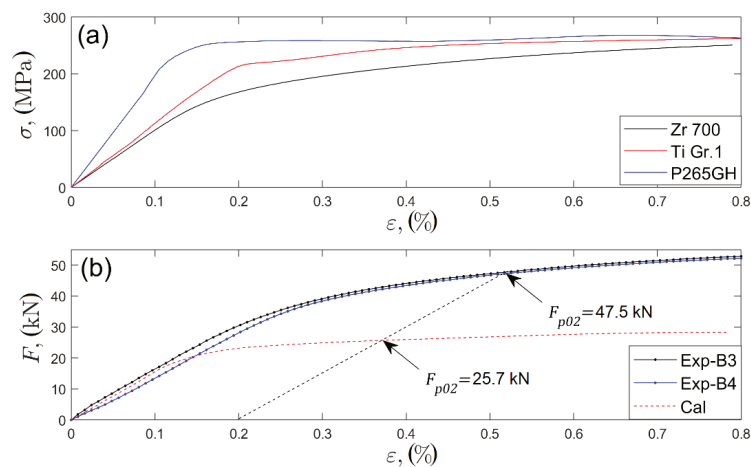 (a)
300
200
100
0
σ, (MPa)
Zr 700
Ti Gr.1
P265GH
0 0.1 0.2 0.3 0.4 0.5 0.6 0.7 0.8
ε, (%)
(b)
50
40
30
20
10
0
F, (kN)
F_p02=47.5 kN
F_p02=25.7 kN
Exp-B3
Exp-B4
Cal
0 0.1 0.2 0.3 0.4 0.5 0.6 0.7 0.8
ε, (%)